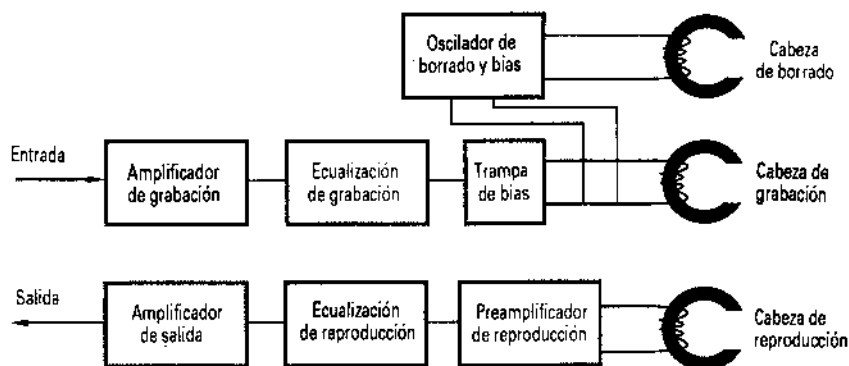 Oscilador de
borrado y bias
Cabeza
de borrado
Entrada
Amplificador
de grabación
Ecualización
de grabación
Trampa
de bias
Cabeza de
grabación
Salida
Amplificador
de salida
Ecualización
de reproducción
Preamplificador
de reproducción
Cabeza de
reproducción